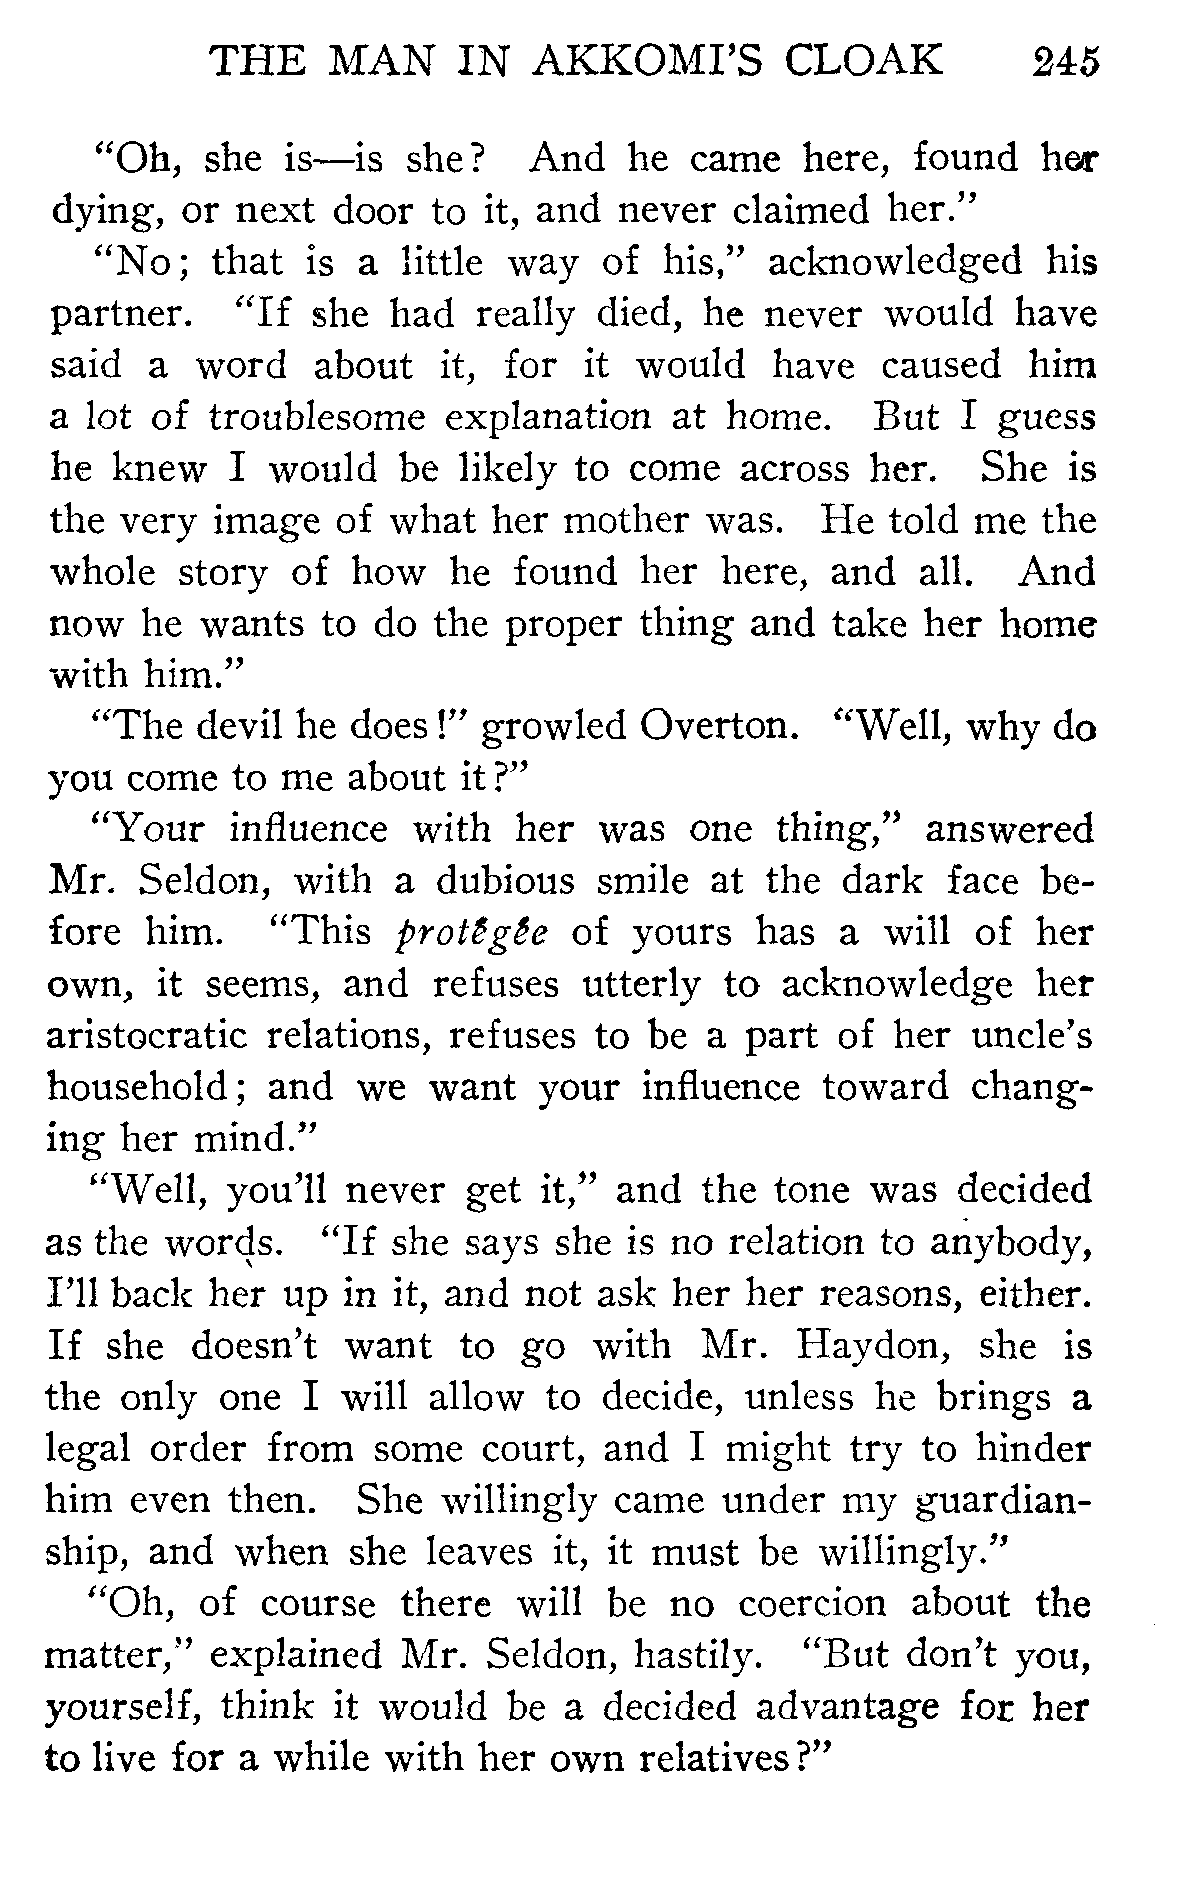 THE MAN IN AKKOMI'S CLOAK 245
"Oh, she is—is she? And he came here, found her
dying, or next door to it, and never claimed her."
"No; that is a little way of his," acknowledged his
partner. "If she had really died, he never would have
said a word about it, for it would have caused him
a lot of troublesome explanation at home. But I guess
he knew I would be likely to come across her. She is
the very image of what her mother was. He told me the
whole story of how he found her here, and all. And
now he wants to do the proper thing and take her home
with him."
"The devil he does!" growled Overton. "Well, why do
you come to me about it?"
"Your influence with her was one thing," answered
Mr. Seldon, with a dubious smile at the dark face be-
fore him. "This protégée of yours has a will of her
own, it seems, and refuses utterly to acknowledge her
aristocratic relations, refuses to be a part of her uncle's
household; and we want your influence toward chang-
ing her mind."
"Well, you'll never get it," and the tone was decided
as the words. "If she says she is no relation to anybody,
I'll back her up in it, and not ask her her reasons, either.
If she doesn't want to go with Mr. Haydon, she is
the only one I will allow to decide, unless he brings a
legal order from some court, and I might try to hinder
him even then. She willingly came under my guardian-
ship, and when she leaves it, it must be willingly."
"Oh, of course there will be no coercion about the
matter," explained Mr. Seldon, hastily. "But don't you,
yourself, think it would be a decided advantage for her
to live for a while with her own relatives?"